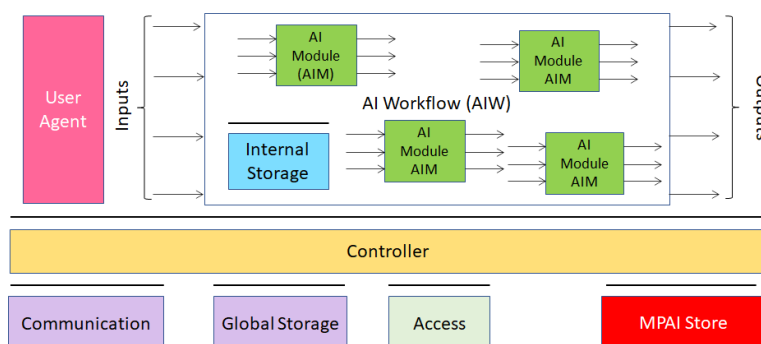 User
Agent
Inputs
AI
Module
(AIM)
AI
Module
AIM
AI Workflow (AIW)
Internal
Storage
AI
Module
AIM
AI
Module
AIM
Outputs
Controller
Communication
Global Storage
Access
MPAI Store